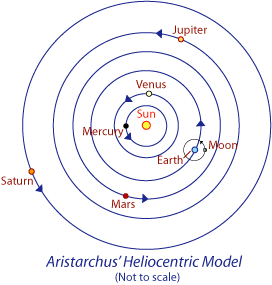 Jupiter
Venus
Sun
Mercury
Moon
Earth
Saturn
Mars
Aristarchus' Heliocentric Model
(Not to scale)